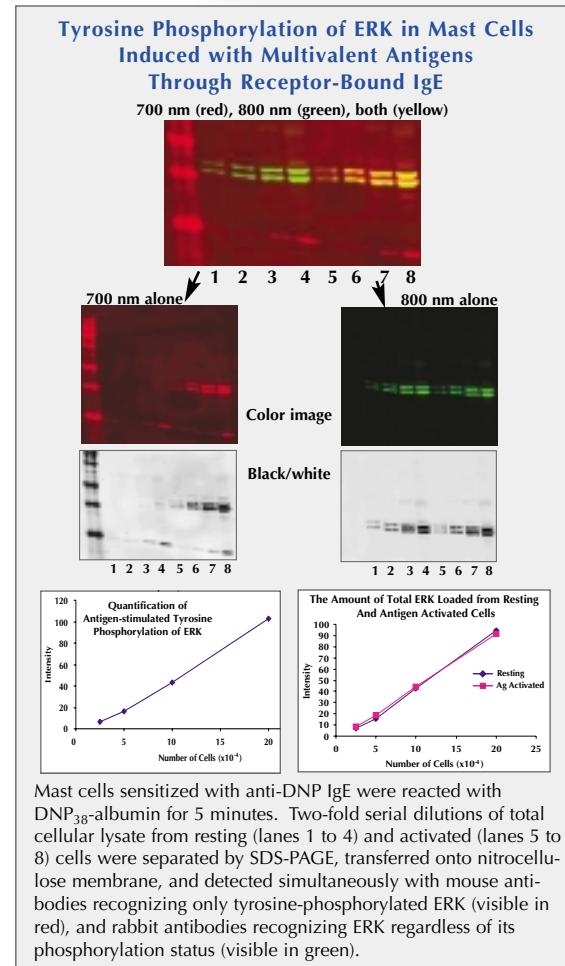 Tyrosine Phosphorylation of ERK in Mast Cells
Induced with Multivalent Antigens
Through Receptor-Bound IgE
700 nm (red), 800 nm (green), both (yellow)
1 2 3 4 5 6 7 8
700 nm alone
800 nm alone
Color image
Black/white
1 2 3 4 5 6 7 8
1 2 3 4 5 6 7 8
Quantification of
Antigen-stimulated Tyrosine
Phosphorylation of ERK
Intensity
120
100
80
60
40
20
0
0 5 10 15 20
Number of Cells (x10-4)
The Amount of Total ERK Loaded from Resting
And Antigen Activated Cells
Intensity
100
90
80
70
60
50
40
30
20
10
0
Resting
Ag Activated
0 5 10 15 20 25
Number of Cells (x10-4)
Mast cells sensitized with anti-DNP IgE were reacted with
DNP38-albumin for 5 minutes. Two-fold serial dilutions of total
cellular lysate from resting (lanes 1 to 4) and activated (lanes 5 to
8) cells were separated by SDS-PAGE, transferred onto nitrocellu-
lose membrane, and detected simultaneously with mouse anti-
bodies recognizing only tyrosine-phosphorylated ERK (visible in
red), and rabbit antibodies recognizing ERK regardless of its
phosphorylation status (visible in green).